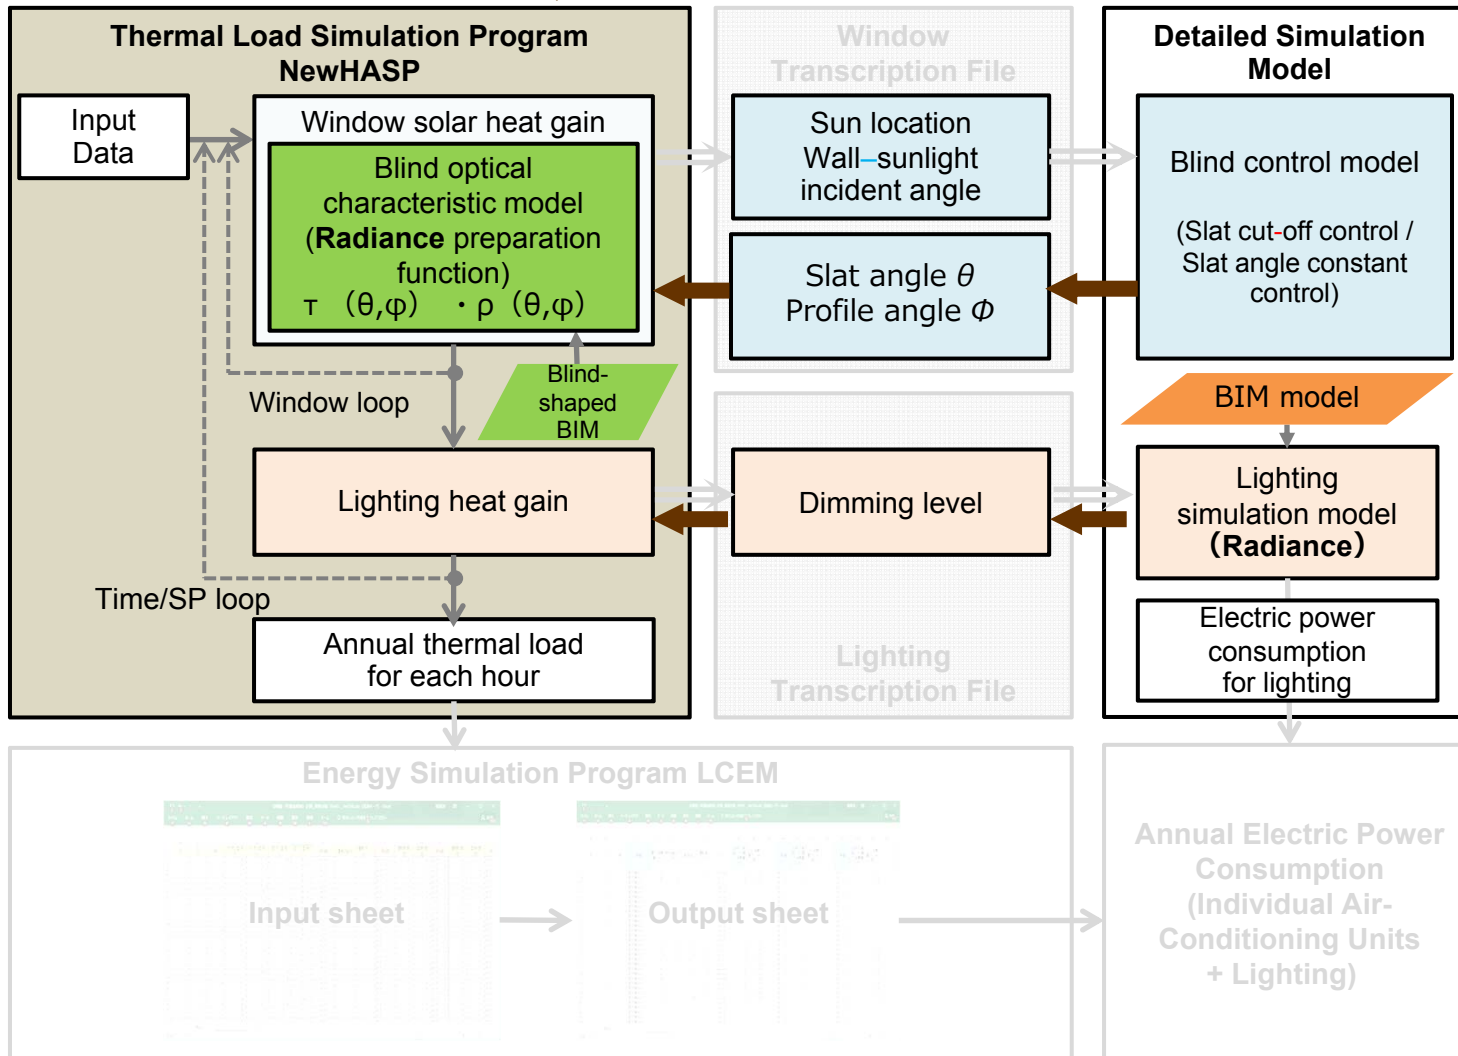 Thermal Load Simulation Program
NewHASP
Input
Data
Window solar heat gain
Blind optical
characteristic model
(Radiance preparation
function)
τ (θ,φ) ・ρ (θ,φ)
Blind-
shaped
BIM
Window loop
Lighting heat gain
Time/SP loop
Annual thermal load
for each hour
Window
Transcription File
Sun location
Wall–sunlight
incident angle
Slat angle θ
Profile angle Φ
Dimming level
Lighting
Transcription File
Detailed Simulation
Model
Blind control model
(Slat cut-off control /
Slat angle constant
control)
BIM model
Lighting
simulation model
(Radiance)
Electric power
consumption
for lighting
Energy Simulation Program LCEM
Input sheet
Output sheet
Annual Electric Power
Consumption
(Individual Air-
Conditioning Units
+ Lighting)